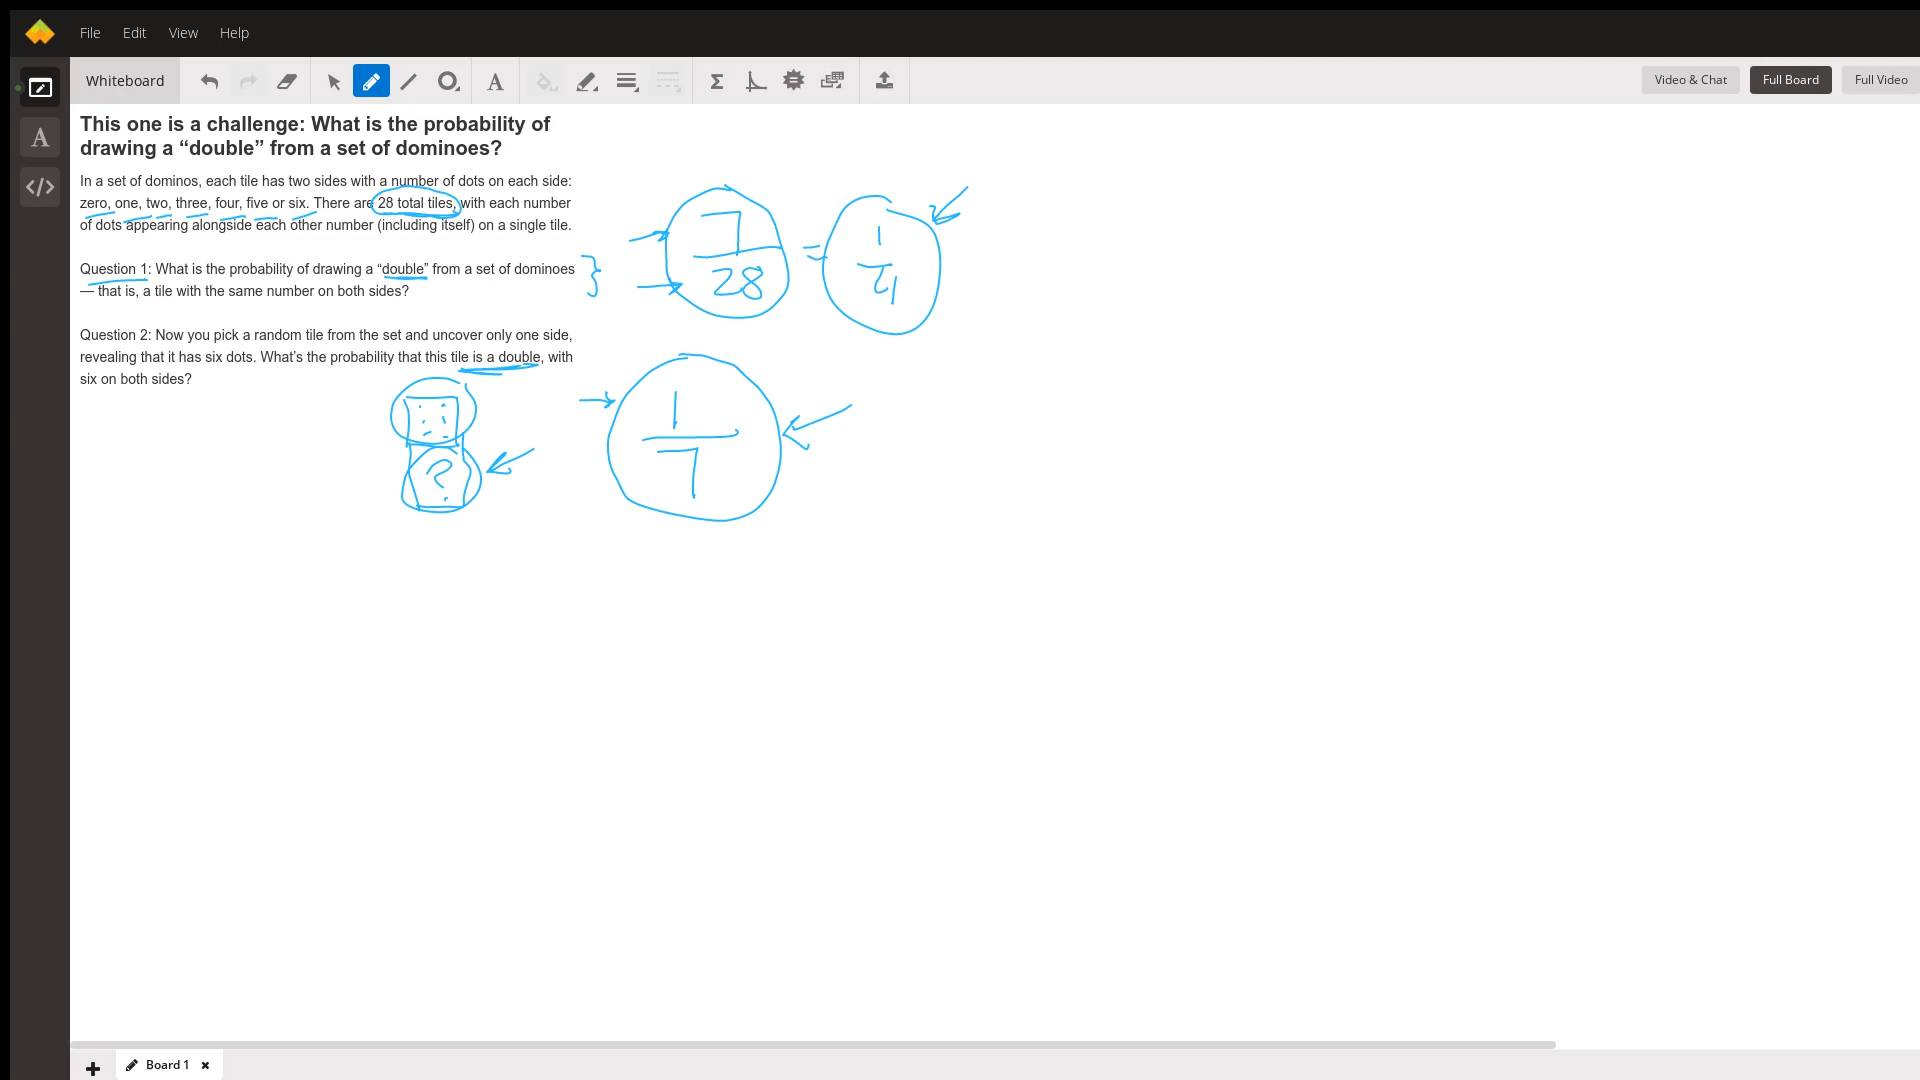 File Edit View Help
Whiteboard
A
Σ
Video & Chat Full Board Full Video
A
</>
This one is a challenge: What is the probability of
drawing a “double” from a set of dominoes?
In a set of dominos, each tile has two sides with a number of dots on each side:
zero, one, two, three, four, five or six. There are 28 total tiles, with each number
of dots appearing alongside each other number (including itself) on a single tile.
Question 1: What is the probability of drawing a “double” from a set of dominoes
— that is, a tile with the same number on both sides?
}
7
28
=
1
4
Question 2: Now you pick a random tile from the set and uncover only one side,
revealing that it has six dots. What’s the probability that this tile is a double, with
six on both sides?
?
1
7
Board 1